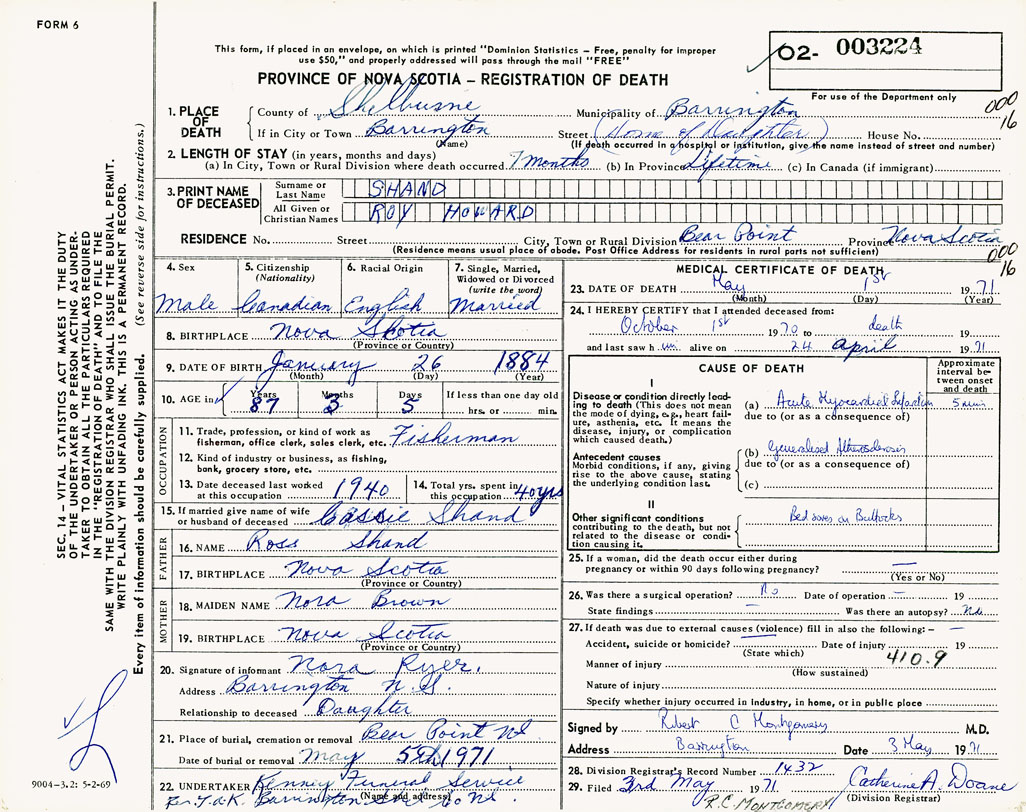 FORM 6
This form, if placed in an envelope, on which is printed "Dominion Statistics – Free, penalty for improper
use $50," and properly addressed will pass through the mail "FREE"
O2- 003224
PROVINCE OF NOVA SCOTIA – REGISTRATION OF DEATH
For use of the Department only
000
16
1. PLACE OF DEATH
County of Shelburne Municipality of Barrington
If in City or Town Barrington Street (Home of Daughter) House No.
(Name) (If death occurred in a hospital or institution, give the name instead of street and number)
2. LENGTH OF STAY (in years, months and days)
(a) In City, Town or Rural Division where death occurred 7 months (b) In Province Lifetime (c) In Canada (if immigrant)
3. PRINT NAME OF DECEASED
Surname or Last Name SHAND
All Given or Christian Names ROY HOWARD
RESIDENCE No. Street City, Town or Rural Division Bear Point Province Nova Scotia
(Residence means usual place of abode. Post Office Address for residents in rural parts not sufficient)
000
16
4. Sex
Male
5. Citizenship (Nationality)
Canadian
6. Racial Origin
English
7. Single, Married, Widowed or Divorced (write the word)
Married
8. BIRTHPLACE Nova Scotia
(Province or Country)
9. DATE OF BIRTH January 26 1884
(Month) (Day) (Year)
10. AGE in Years 87 Months 3 Days 5 If less than one day old
hrs. or min.
OCCUPATION
11. Trade, profession, or kind of work as
fisherman, office clerk, sales clerk, etc. Fisherman
12. Kind of industry or business, as fishing,
bank, grocery store, etc.
13. Date deceased last worked
at this occupation 1940
14. Total yrs. spent in
this occupation 40 yrs
15. If married give name of wife
or husband of deceased Cassie Shand
FATHER
16. NAME Ross Shand
17. BIRTHPLACE Nova Scotia
(Province or Country)
MOTHER
18. MAIDEN NAME Nora Brown
19. BIRTHPLACE Nova Scotia
(Province or Country)
20. Signature of informant Nora Ryer.
Address Barrington N.S.
Relationship to deceased Daughter
21. Place of burial, cremation or removal Bear Point NS
Date of burial or removal May 5th 1971
22. UNDERTAKER Kenney Funeral Service
(Name and address)
Barrington NS.
MEDICAL CERTIFICATE OF DEATH
23. DATE OF DEATH May 1st 1971
(Month) (Day) (Year)
24. I HEREBY CERTIFY that I attended deceased from:
October 1st 1970 to death 19
and last saw him alive on 24 April 1971
CAUSE OF DEATH
Approximate interval between onset and death
I
Disease or condition directly leading to death (This does not mean
the mode of dying, e.g., heart failure, asthenia, etc. It means the
disease, injury, or complication
which caused death.)
(a) Acute Myocardial Infarction 5 min
due to (or as a consequence of)
Antecedent causes
Morbid conditions, if any, giving
rise to the above cause, stating
the underlying condition last.
(b) Generalised Atherosclerosis
due to (or as a consequence of)
(c)
II
Other significant conditions
contributing to the death, but not
related to the disease or condition causing it.
Bed sores on Buttocks
25. If a woman, did the death occur either during
pregnancy or within 90 days following pregnancy? —
(Yes or No)
26. Was there a surgical operation? No Date of operation — 19
State findings — Was there an autopsy? No.
27. If death was due to external causes (violence) fill in also the following: –
Accident, suicide or homicide? Date of injury 19
(State which)
410.9
Manner of injury
(How sustained)
Nature of injury
Specify whether injury occurred in industry, in home, or in public place
Signed by Robert C Montgomery M.D.
Address Barrington Date 3 May 1971
28. Division Registrar's Record Number 1432
29. Filed 3rd May 1971 Catherine A. Doane
(Division Registrar)
R.C. MONTGOMERY
SEC. 14 – VITAL STATISTICS ACT MAKES IT THE DUTY
OF THE UNDERTAKER OR PERSON ACTING AS UNDERTAKER TO OBTAIN ALL THE PARTICULARS REQUIRED
IN THE "REGISTRATION OF DEATH" AND TO FILE THE
SAME WITH THE DIVISION REGISTRAR WHO SHALL ISSUE THE BURIAL PERMIT.
WRITE PLAINLY WITH UNFADING INK. THIS IS A PERMANENT RECORD.
Every item of information should be carefully supplied. (See reverse side for instructions.)
9004–3.2: 5-2-69